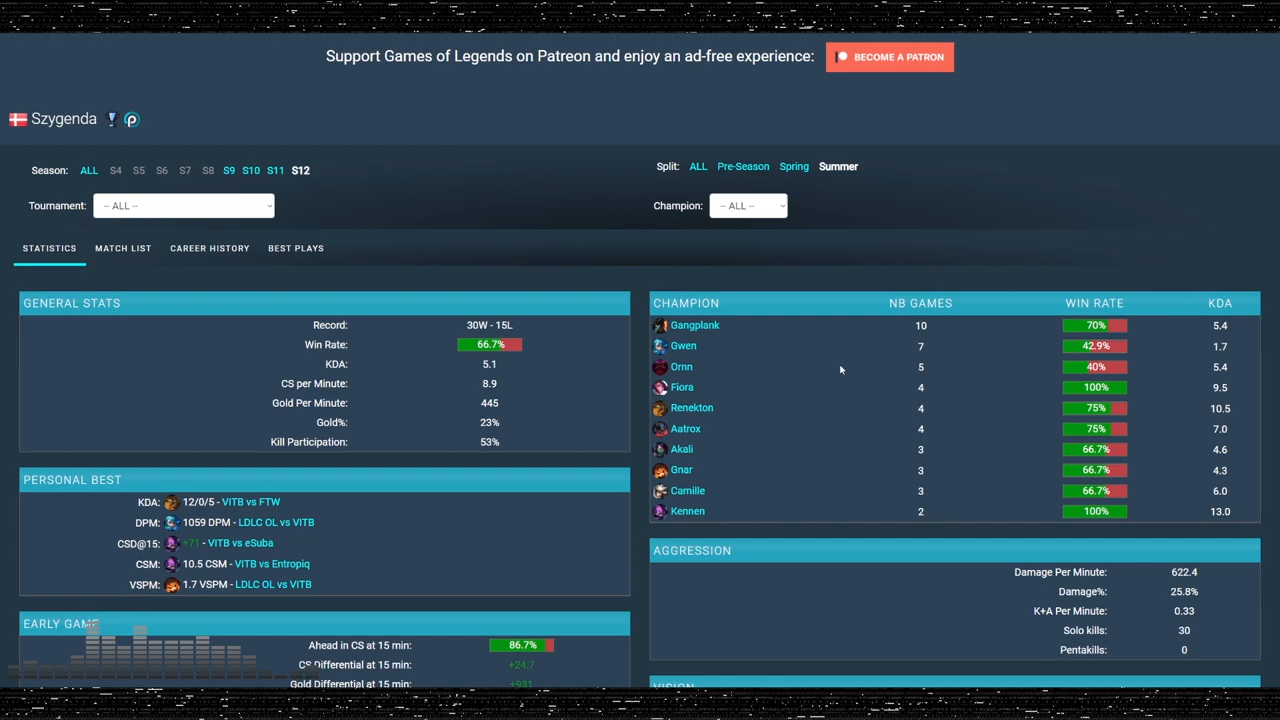 Support Games of Legends on Patreon and enjoy an ad-free experience: BECOME A PATRON
Szygenda
Season: ALL S4 S5 S6 S7 S8 S9 S10 S11 S12
Split: ALL Pre-Season Spring Summer
Tournament: -- ALL --
Champion: -- ALL --
STATISTICS MATCH LIST CAREER HISTORY BEST PLAYS
GENERAL STATS
Record: 30W - 15L
Win Rate: 66.7%
KDA: 5.1
CS per Minute: 8.9
Gold Per Minute: 445
Gold%: 23%
Kill Participation: 53%
PERSONAL BEST
KDA: 12/0/5 - VITB vs FTW
DPM: 1059 DPM - LDLC OL vs VITB
CSD@15: +71 - VITB vs eSuba
CSM: 10.5 CSM - VITB vs Entropiq
VSPM: 1.7 VSPM - LDLC OL vs VITB
EARLY GAME
Ahead in CS at 15 min: 86.7%
CS Differential at 15 min: +24.7
Gold Differential at 15 min: +931
CHAMPION NB GAMES WIN RATE KDA
Gangplank 10 70% 5.4
Gwen 7 42.9% 1.7
Ornn 5 40% 5.4
Fiora 4 100% 9.5
Renekton 4 75% 10.5
Aatrox 4 75% 7.0
Akali 3 66.7% 4.6
Gnar 3 66.7% 4.3
Camille 3 66.7% 6.0
Kennen 2 100% 13.0
AGGRESSION
Damage Per Minute: 622.4
Damage%: 25.8%
K+A Per Minute: 0.33
Solo kills: 30
Pentakills: 0
VISION